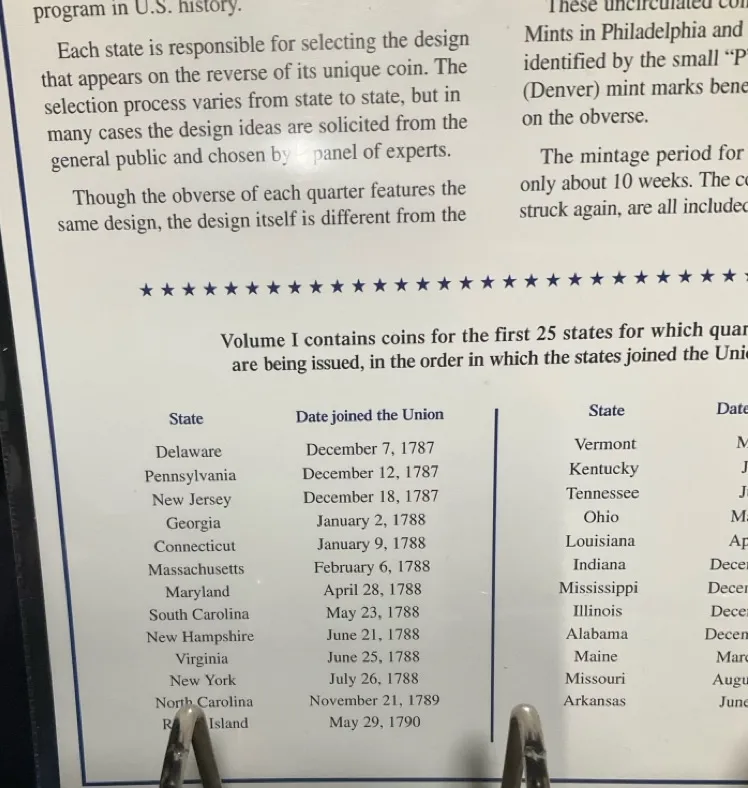 program in U.S. history.
Each state is responsible for selecting the design
that appears on the reverse of its unique coin. The
selection process varies from state to state, but in
many cases the design ideas are solicited from the
general public and chosen by panel of experts.
Though the obverse of each quarter features the
same design, the design itself is different from the
These uncirculated
Mints in Philadelphia and
identified by the small “P”
(Denver) mint marks
on the obverse.
The mintage period for
only about 10 weeks. The
struck again, are all included
Volume I contains coins for the first 25 states for which
are being issued, in the order in which the states joined the
State Date joined the Union
Delaware December 7, 1787
Pennsylvania December 12, 1787
New Jersey December 18, 1787
Georgia January 2, 1788
Connecticut January 9, 1788
Massachusetts February 6, 1788
Maryland April 28, 1788
South Carolina May 23, 1788
New Hampshire June 21, 1788
Virginia June 25, 1788
New York July 26, 1788
North Carolina November 21, 1789
Island May 29, 1790
State Date
Vermont
Kentucky
Tennessee
Ohio
Louisiana
Indiana
Mississippi
Illinois
Alabama
Maine
Missouri
Arkansas June